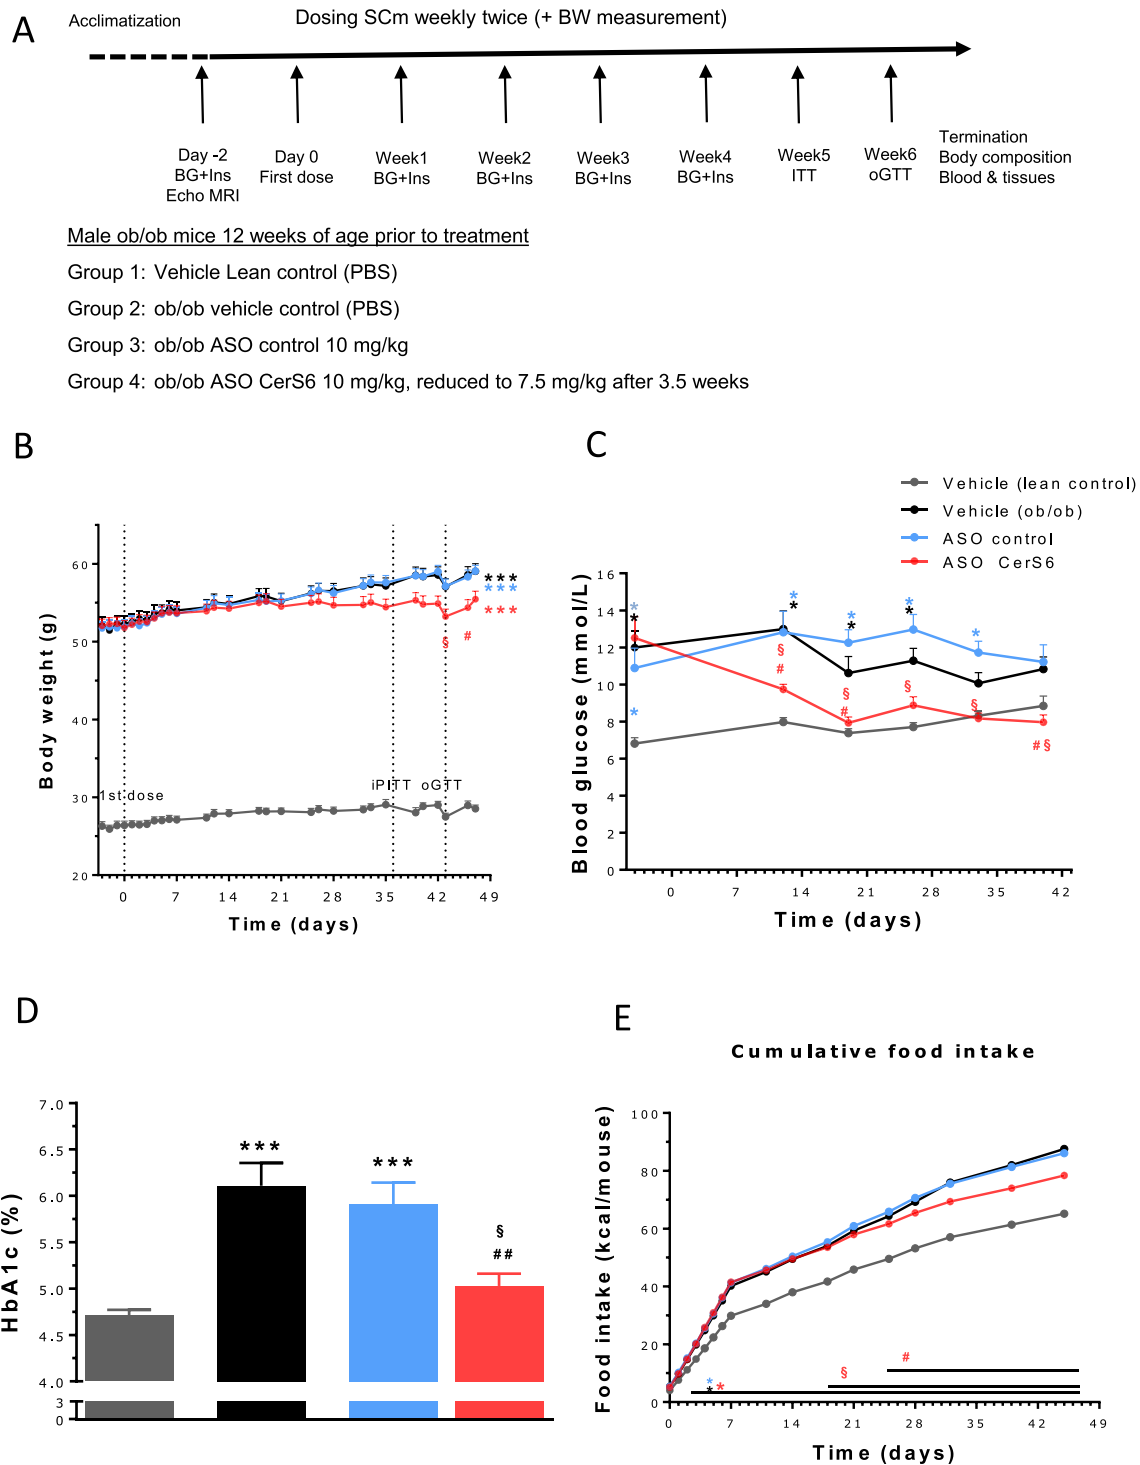 A
Acclimatization
Dosing SCm weekly twice (+ BW measurement)
Day -2
BG+Ins
Echo MRI
Day 0
First dose
Week1
BG+Ins
Week2
BG+Ins
Week3
BG+Ins
Week4
BG+Ins
Week5
ITT
Week6
oGTT
Termination
Body composition
Blood & tissues
Male ob/ob mice 12 weeks of age prior to treatment
Group 1: Vehicle Lean control (PBS)
Group 2: ob/ob vehicle control (PBS)
Group 3: ob/ob ASO control 10 mg/kg
Group 4: ob/ob ASO CerS6 10 mg/kg, reduced to 7.5 mg/kg after 3.5 weeks
B
Body weight (g)
60
50
40
30
20
1st dose
iPITT
oGTT
***
***
***
§
#
0 7 14 21 28 35 42 49
Time (days)
C
Vehicle (lean control)
Vehicle (ob/ob)
ASO control
ASO CerS6
Blood glucose (mmol/L)
16
14
12
10
8
6
4
2
0
*
*
*
*
*
§
#
*
*
§
#
*
*
§
*
§
# §
0 7 14 21 28 35 42
Time (days)
D
HbA1c (%)
7.0
6.5
6.0
5.5
5.0
4.5
4.0
3
0
***
***
§
##
E
Cumulative food intake
Food intake (kcal/mouse)
100
80
60
40
20
0
*
*
*
§
#
0 7 14 21 28 35 42 49
Time (days)